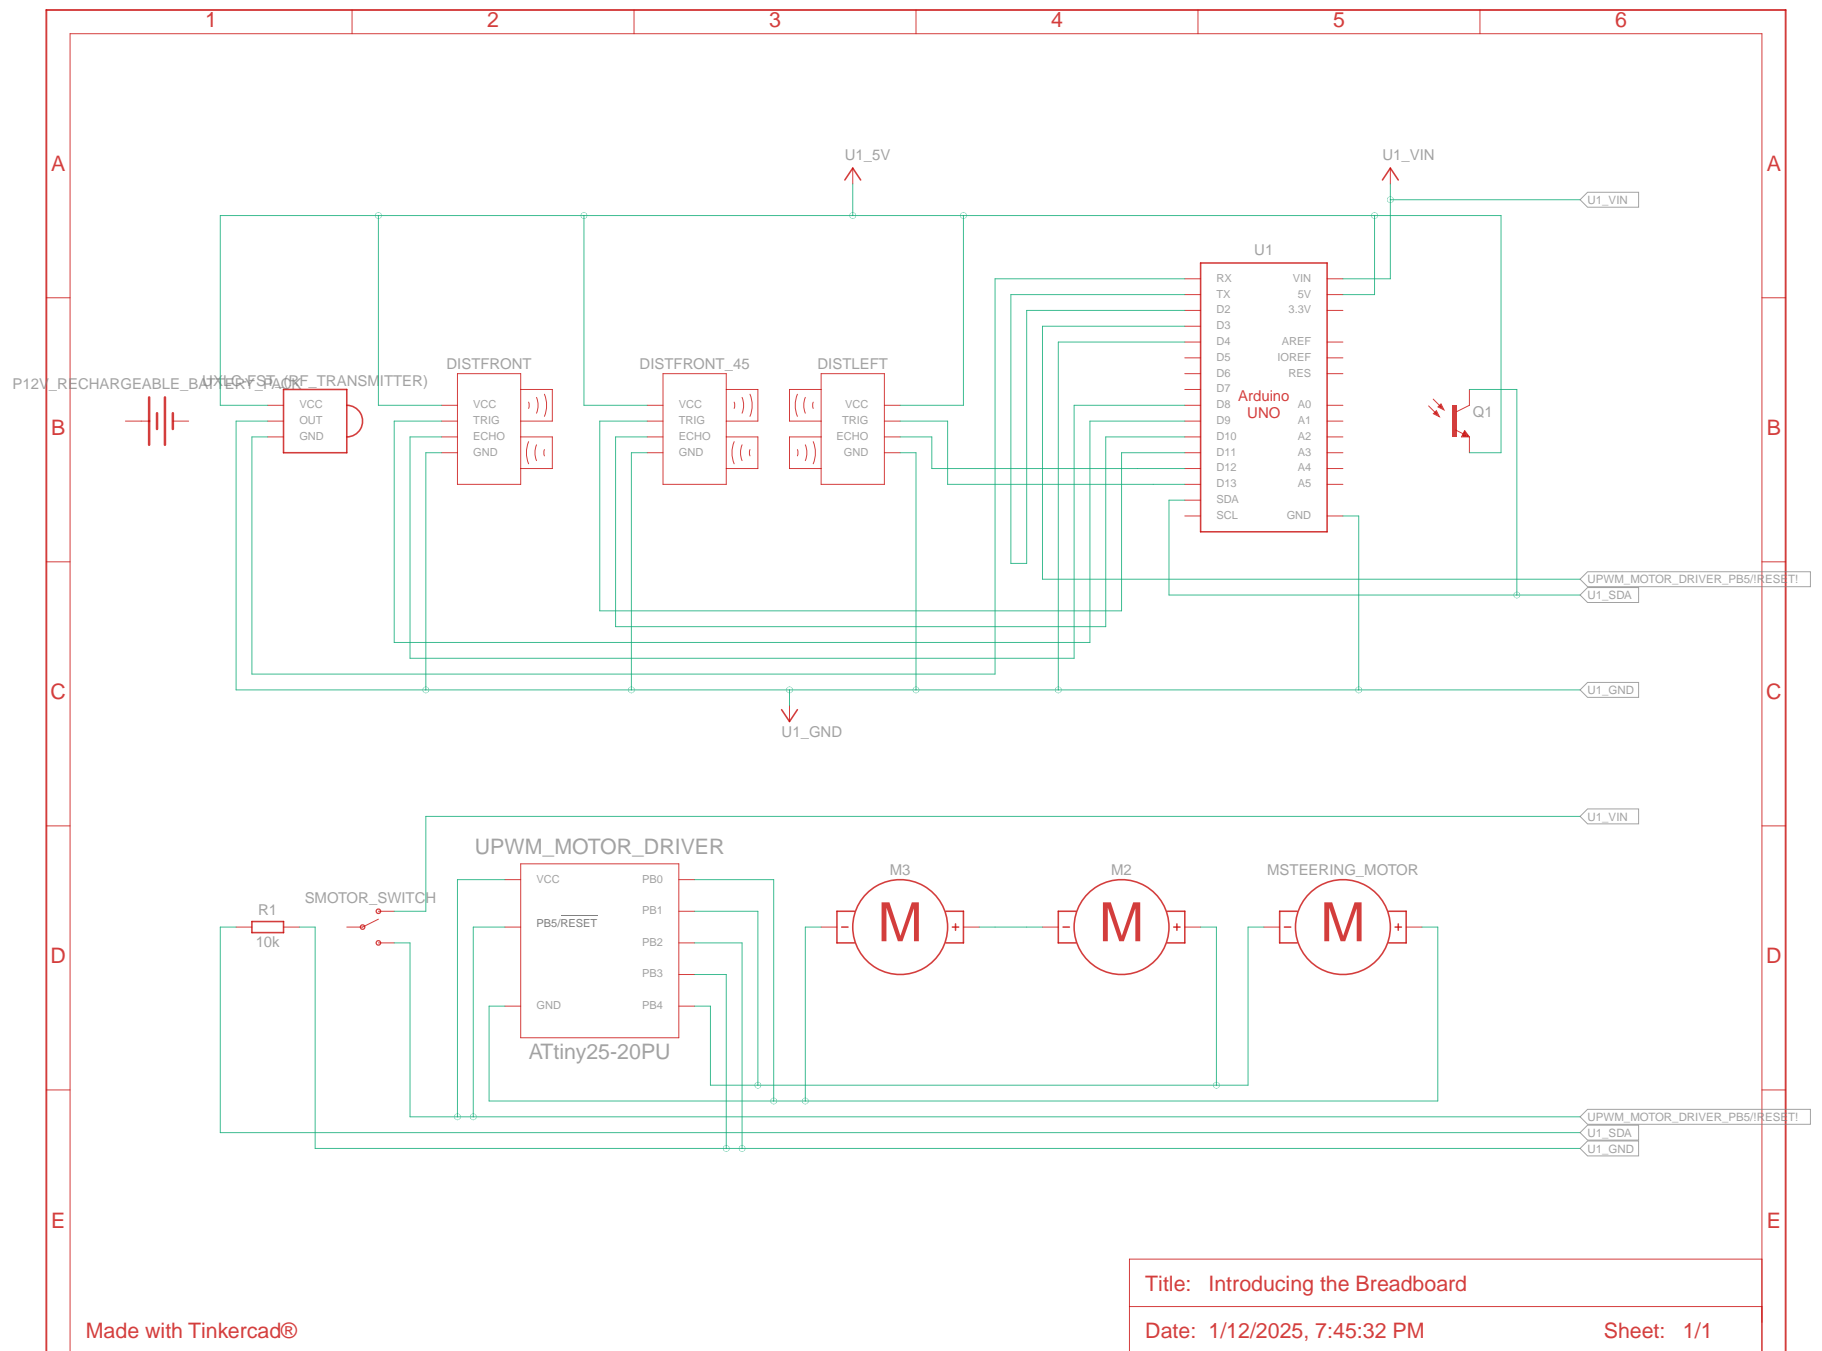 1 2 3 4 5 6
A A
U1_5V U1_VIN
U1_VIN
U1
RX VIN
TX 5V
D2 3.3V
D3
D4 AREF
D5 IOREF
D6 RES
D7
Arduino
UNO
D8 A0
D9 A1
D10 A2
D11 A3
D12 A4
D13 A5
SDA
SCL GND
DISTFRONT DISTFRONT_45 DISTLEFT
P12V_RECHARGEABLE_BATTERY_PACK
UXLC-FST_(RF_TRANSMITTER)
VCC
OUT
GND
VCC
TRIG
ECHO
GND
VCC
TRIG
ECHO
GND
VCC
TRIG
ECHO
GND
Q1
B B
UPWM_MOTOR_DRIVER_PB5/!RESET!
U1_SDA
C C
U1_GND
U1_GND
U1_VIN
UPWM_MOTOR_DRIVER
VCC PB0
PB1
PB5/RESET
PB2
PB3
GND PB4
ATtiny25-20PU
R1
10k
SMOTOR_SWITCH
M3 M2 MSTEERING_MOTOR
- M + - M + - M +
D D
UPWM_MOTOR_DRIVER_PB5/!RESET!
U1_SDA
U1_GND
E E
Title: Introducing the Breadboard
Made with Tinkercad®
Date: 1/12/2025, 7:45:32 PM Sheet: 1/1